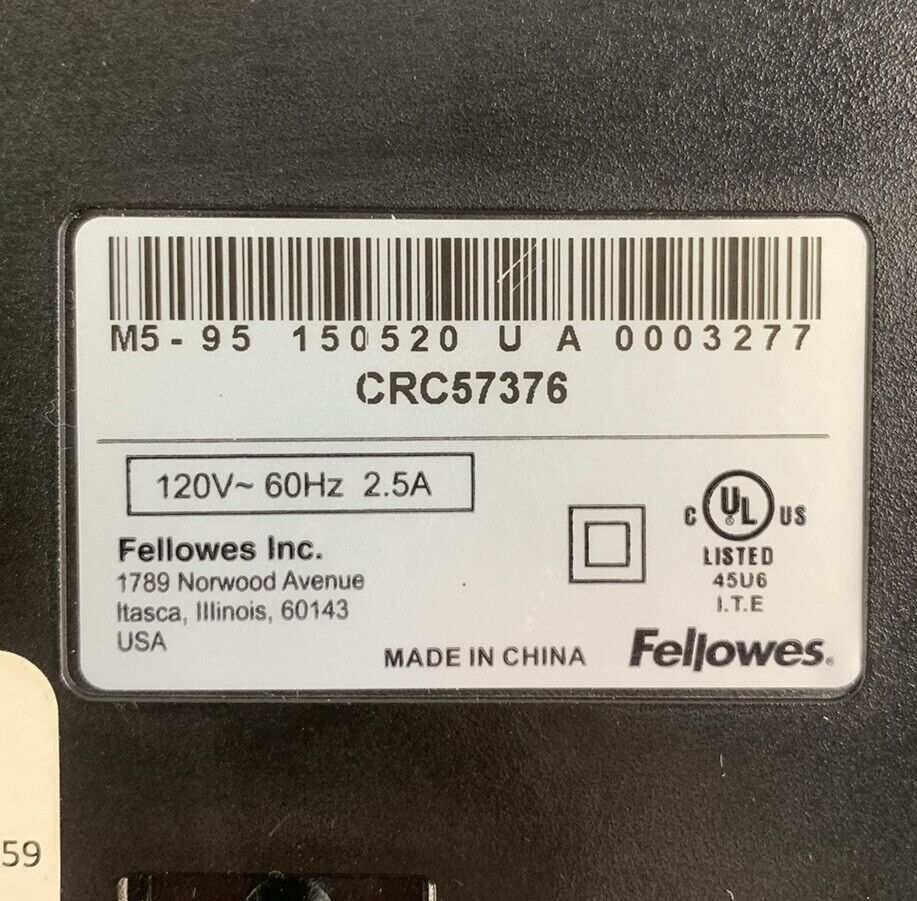 M5-95 150520 U A 0003277
CRC57376
120V~ 60Hz 2.5A
Fellowes Inc.
1789 Norwood Avenue
Itasca, Illinois, 60143
USA
MADE IN CHINA
C UL® US
LISTED
45U6
I.T.E
Fellowes®
59